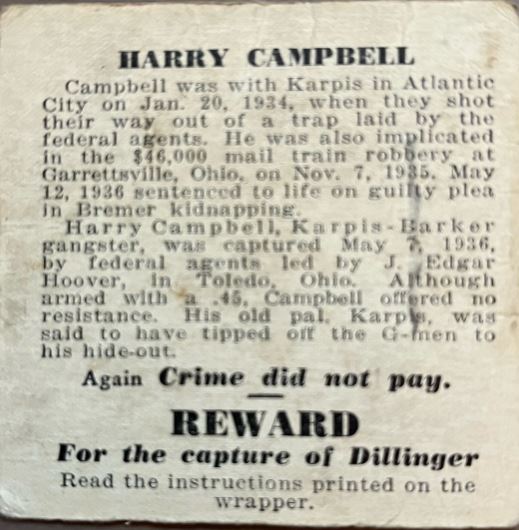 HARRY CAMPBELL
Campbell was with Karpis in Atlantic
City on Jan. 20, 1934, when they shot
their way out of a trap laid by the
federal agents. He was also implicated
in the $46,000 mail train robbery at
Garrettsville, Ohio, on Nov. 7, 1935. May
12, 1936 sentenced to life on guilty plea
in Bremer kidnapping.
Harry Campbell, Karpis-Barker
gangster, was captured May 7, 1936,
by federal agents led by J. Edgar
Hoover, in Toledo, Ohio. Although
armed with a .45, Campbell offered no
resistance. His old pal, Karpis, was
said to have tipped off the G-men to
his hide-out.
Again Crime did not pay.
REWARD
For the capture of Dillinger
Read the instructions printed on the
wrapper.